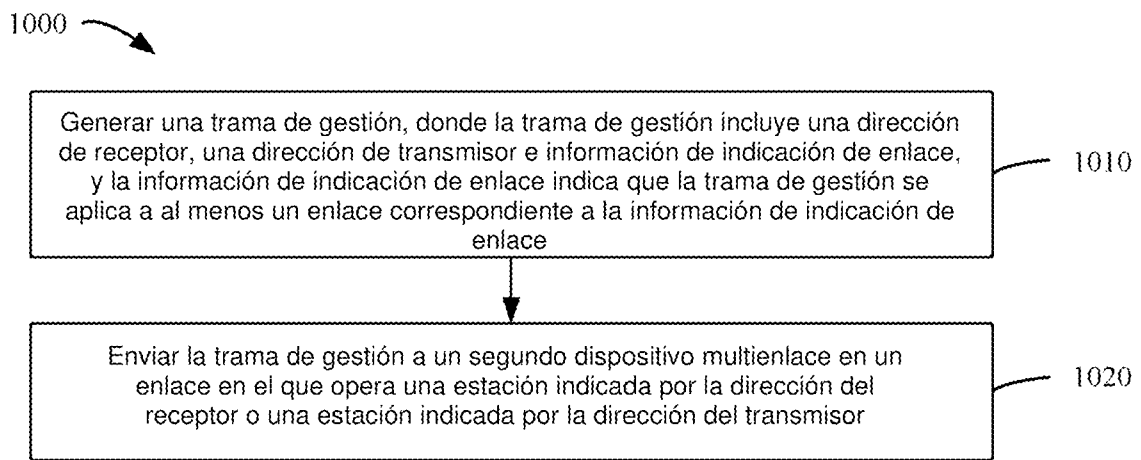 1000
Generar una trama de gestión, donde la trama de gestión incluye una dirección
de receptor, una dirección de transmisor e información de indicación de enlace,
y la información de indicación de enlace indica que la trama de gestión se
aplica a al menos un enlace correspondiente a la información de indicación de
enlace
1010
Enviar la trama de gestión a un segundo dispositivo multienlace en un
enlace en el que opera una estación indicada por la dirección del
receptor o una estación indicada por la dirección del transmisor
1020